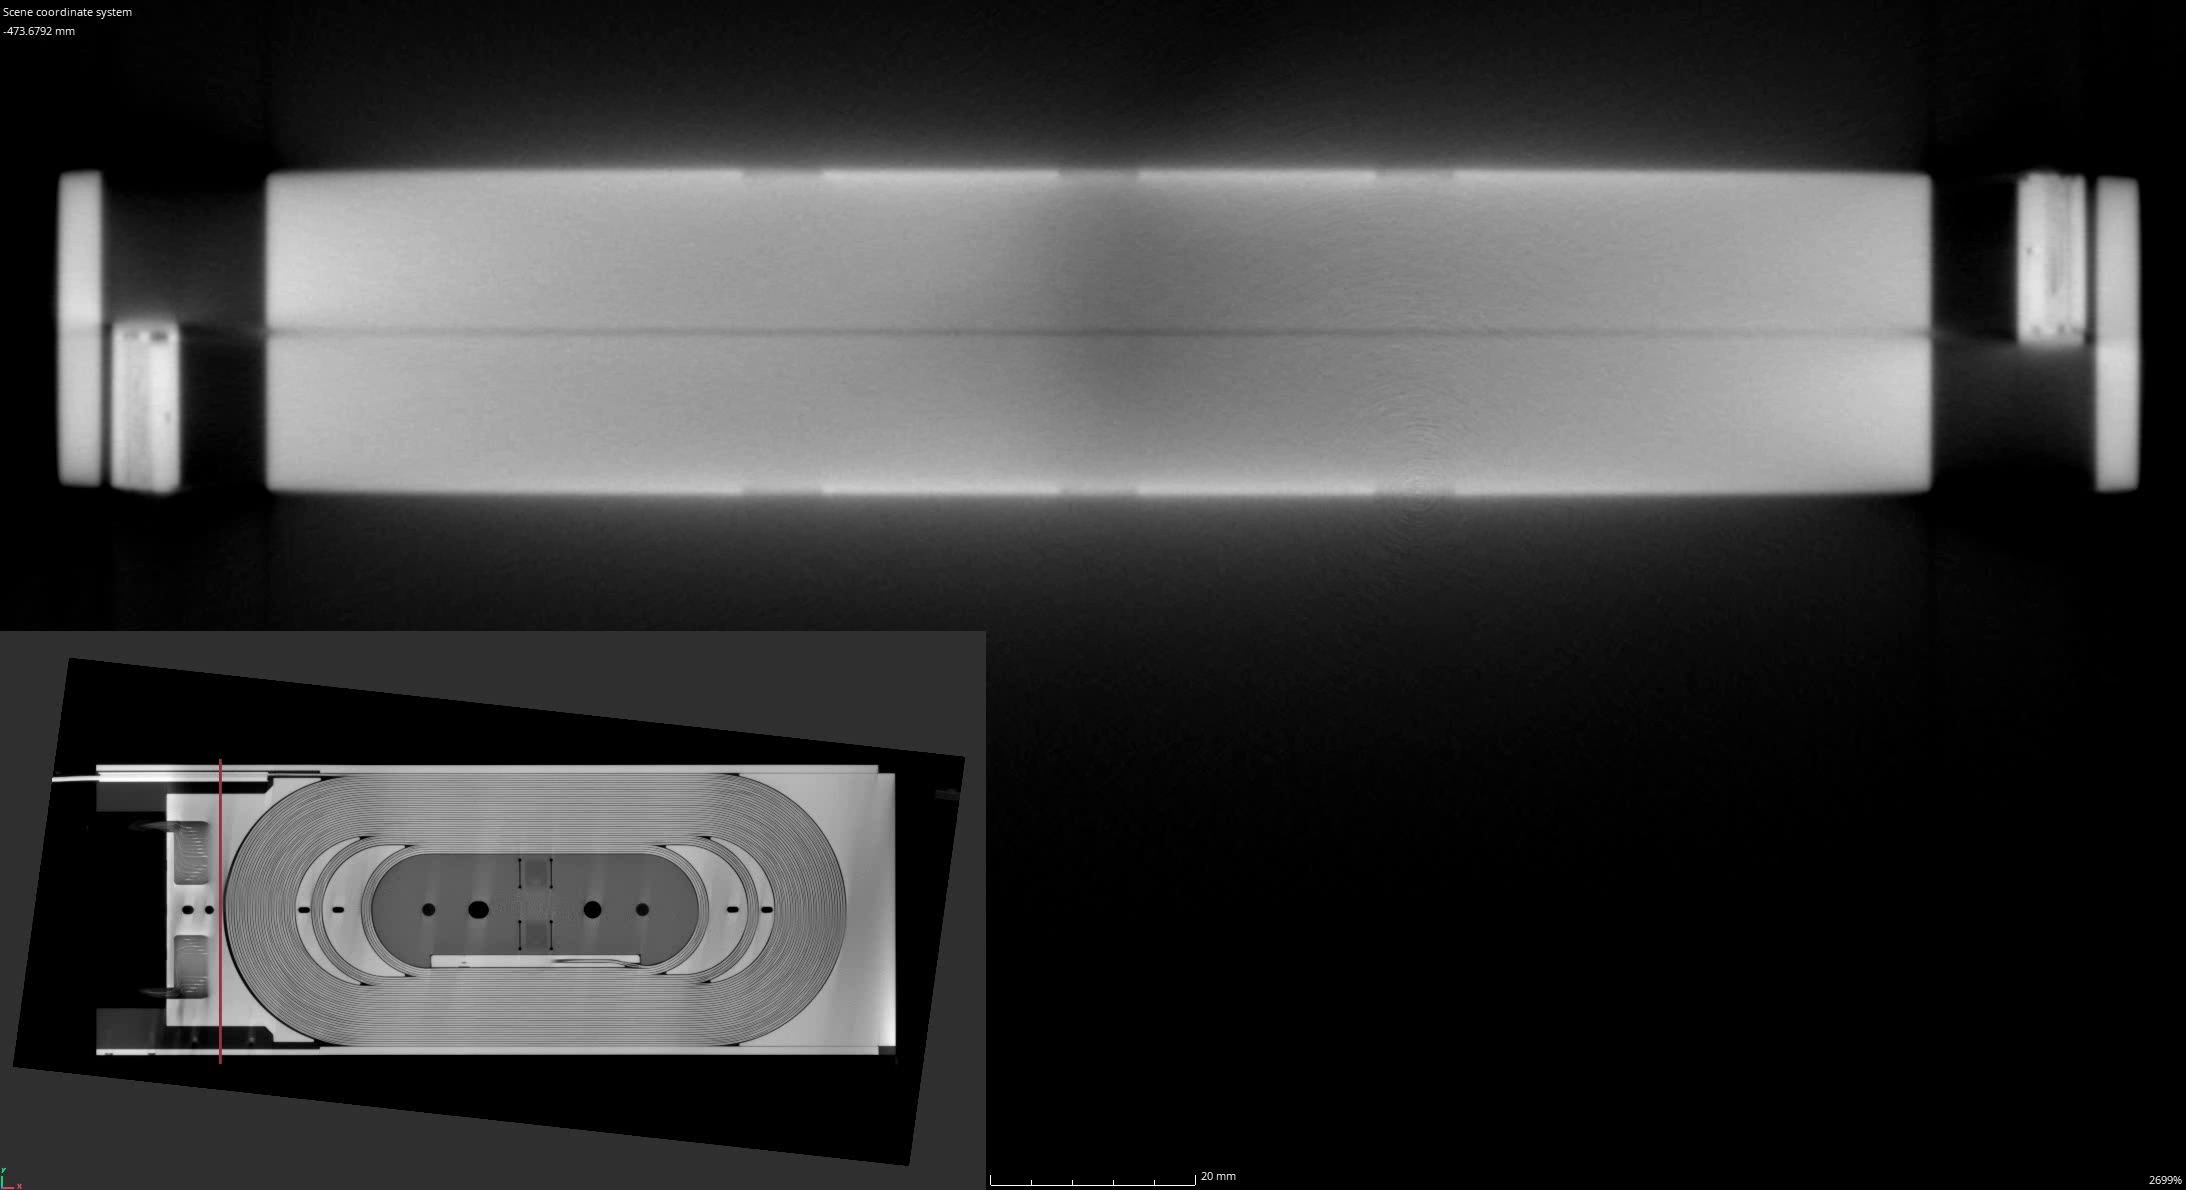 Scene coordinate system
-473.6792 mm
y
x
20 mm
2699%